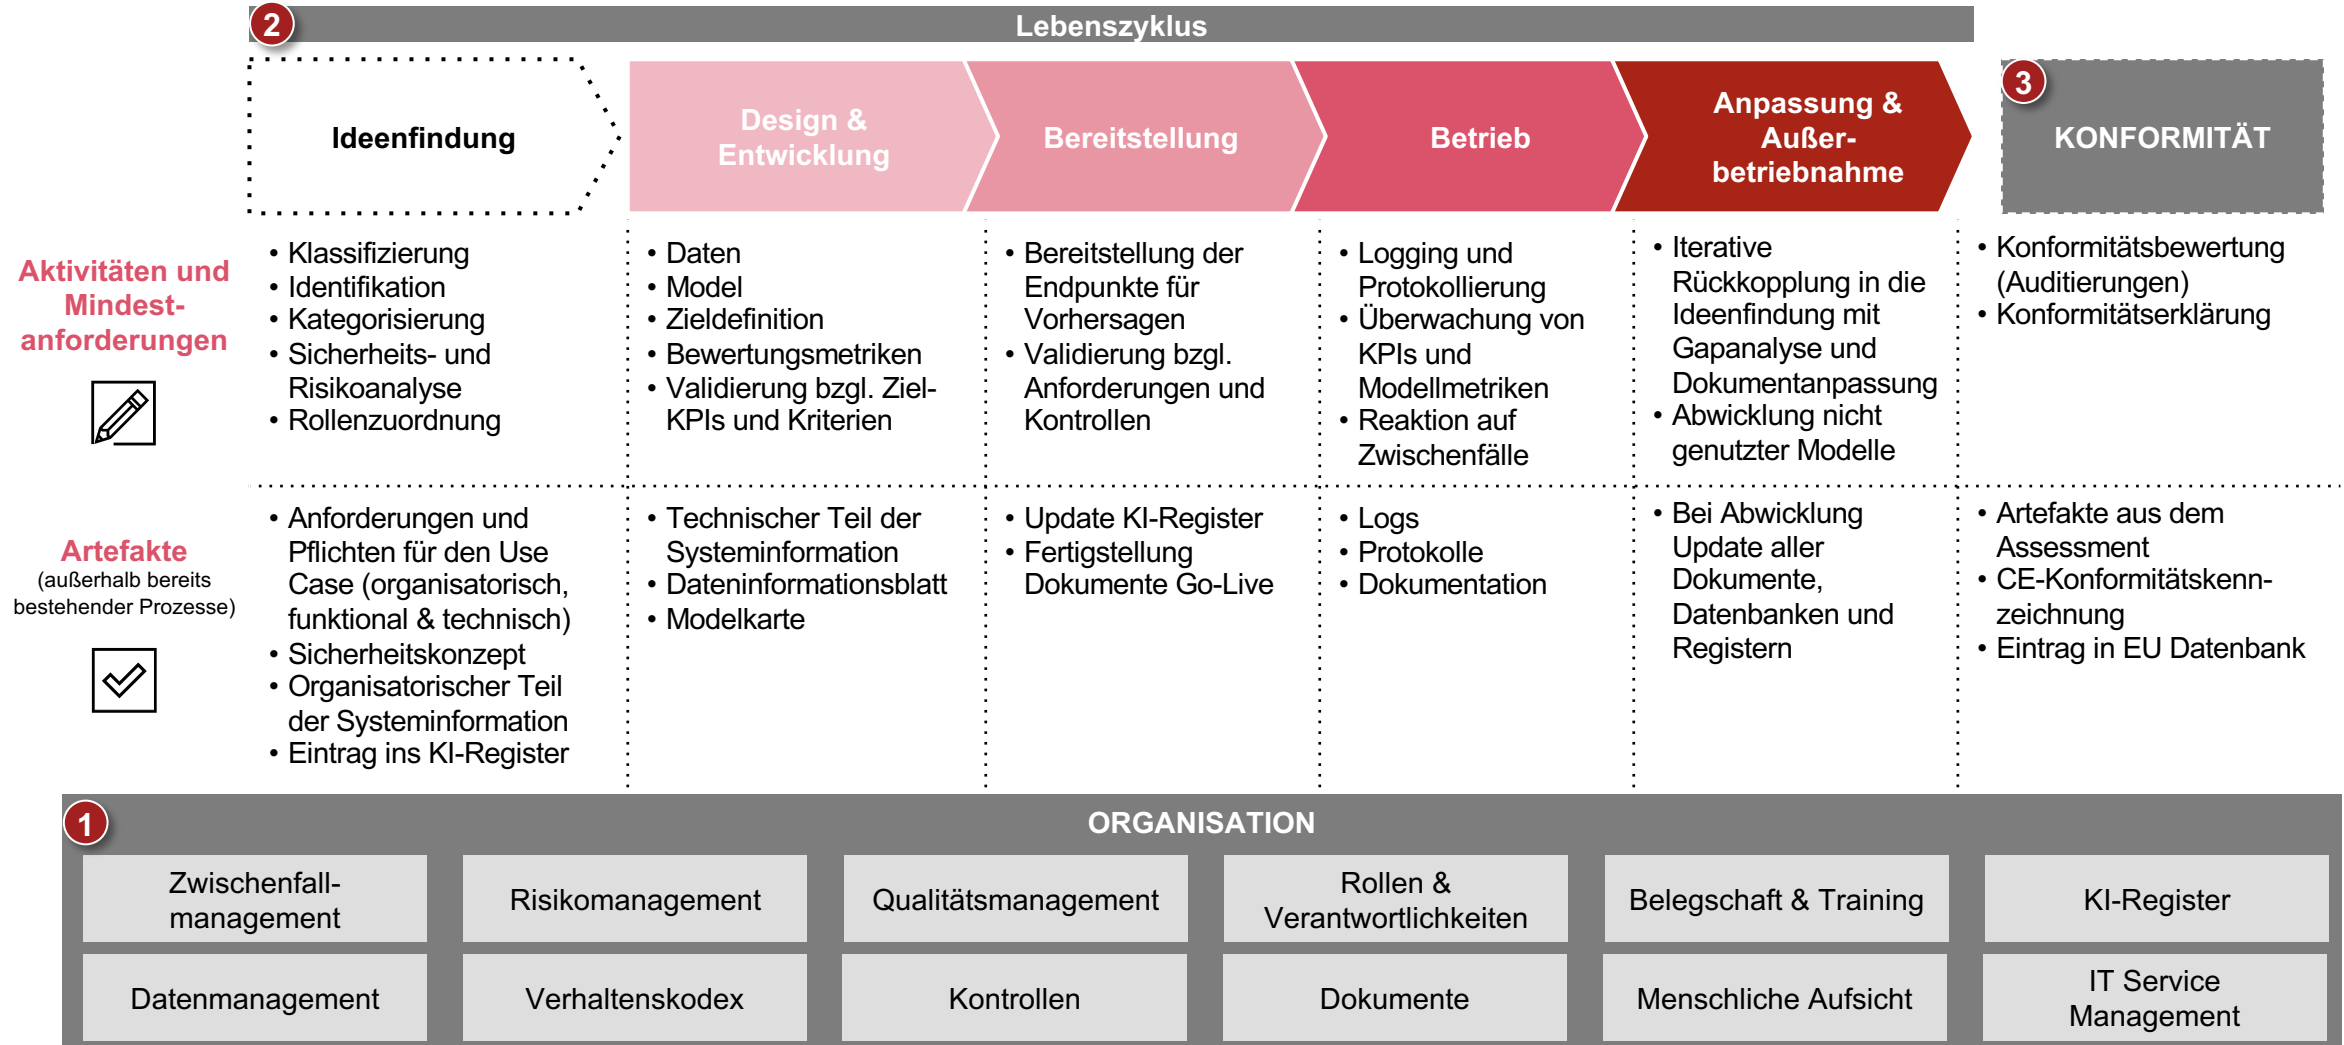 2
Lebenszyklus
Ideenfindung
Design &
Entwicklung
Bereitstellung
Betrieb
Anpassung &
Außer-
betriebnahme
3
KONFORMITÄT
Aktivitäten und
Mindest-
anforderungen
• Klassifizierung
• Identifikation
• Kategorisierung
• Sicherheits- und
Risikoanalyse
• Rollenzuordnung
• Daten
• Model
• Zieldefinition
• Bewertungsmetriken
• Validierung bzgl. Ziel-
KPIs und Kriterien
• Bereitstellung der
Endpunkte für
Vorhersagen
• Validierung bzgl.
Anforderungen und
Kontrollen
• Logging und
Protokollierung
• Überwachung von
KPIs und
Modellmetriken
• Reaktion auf
Zwischenfälle
• Iterative
Rückkopplung in die
Ideenfindung mit
Gapanalyse und
Dokumentanpassung
• Abwicklung nicht
genutzter Modelle
• Konformitätsbewertung
(Auditierungen)
• Konformitätserklärung
Artefakte
(außerhalb bereits
bestehender Prozesse)
• Anforderungen und
Pflichten für den Use
Case (organisatorisch,
funktional & technisch)
• Sicherheitskonzept
• Organisatorischer Teil
der Systeminformation
• Eintrag ins KI-Register
• Technischer Teil der
Systeminformation
• Dateninformationsblatt
• Modelkarte
• Update KI-Register
• Fertigstellung
Dokumente Go-Live
• Logs
• Protokolle
• Dokumentation
• Bei Abwicklung
Update aller
Dokumente,
Datenbanken und
Registern
• Artefakte aus dem
Assessment
• CE-Konformitätskenn-
zeichnung
• Eintrag in EU Datenbank
1
ORGANISATION
Zwischenfall-
management
Risikomanagement
Qualitätsmanagement
Rollen &
Verantwortlichkeiten
Belegschaft & Training
KI-Register
Datenmanagement
Verhaltenskodex
Kontrollen
Dokumente
Menschliche Aufsicht
IT Service
Management